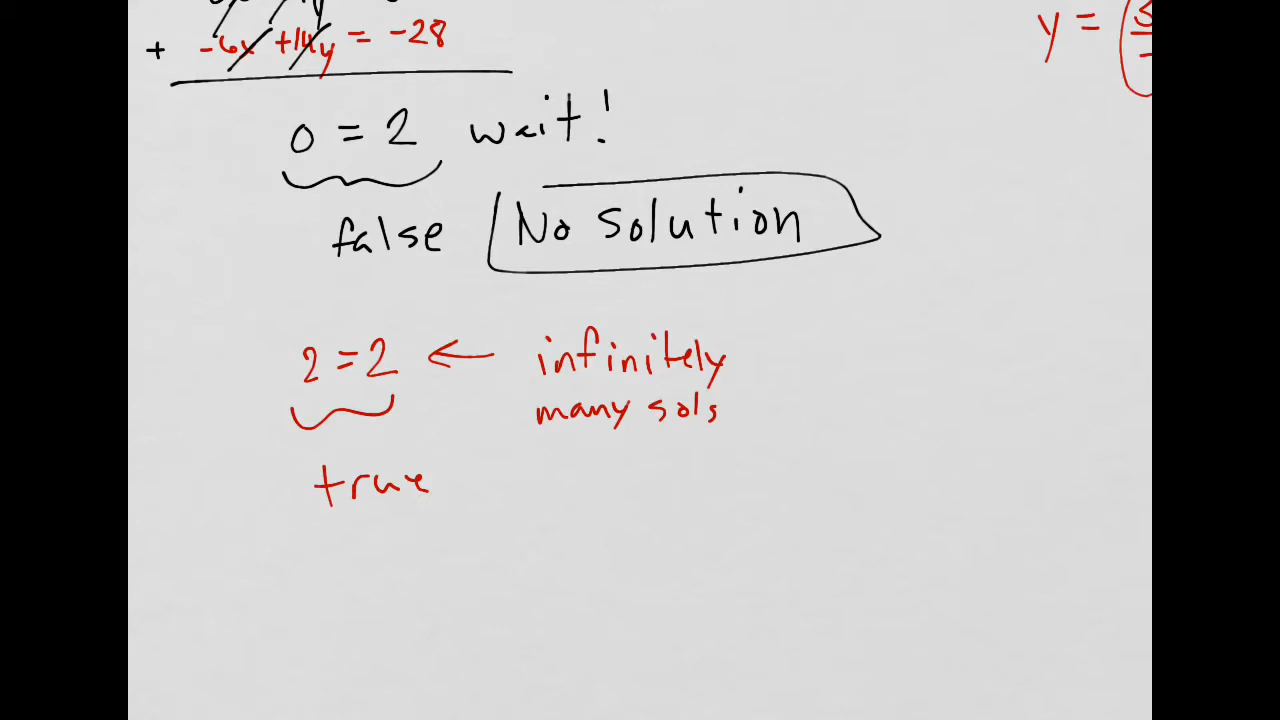 + -6x +14y = -28
y =
0 = 2 wait!
false No solution
2 = 2 ← infinitely
many sols
true